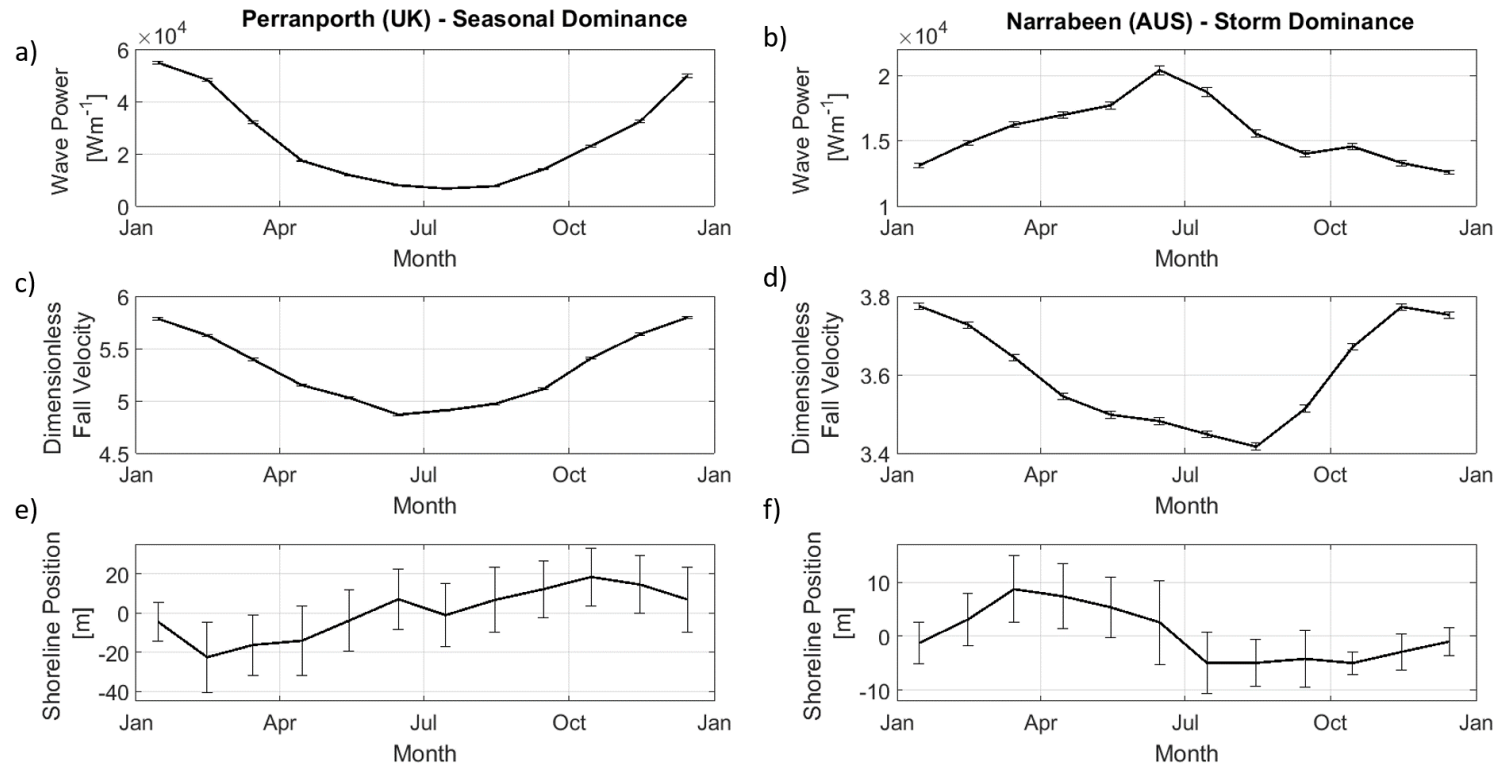 Perranporth (UK) - Seasonal Dominance
Narrabeen (AUS) - Storm Dominance
a)
×10⁴
Wave Power
[Wm⁻¹]
6
4
2
0
Jan Apr Jul Oct Jan
Month
b)
×10⁴
Wave Power
[Wm⁻¹]
2
1.5
1
Jan Apr Jul Oct Jan
Month
c)
Dimensionless
Fall Velocity
6
5.5
5
4.5
Jan Apr Jul Oct Jan
Month
d)
Dimensionless
Fall Velocity
3.8
3.6
3.4
Jan Apr Jul Oct Jan
Month
e)
Shoreline Position
[m]
20
0
-20
-40
Jan Apr Jul Oct Jan
Month
f)
Shoreline Position
[m]
10
0
-10
Jan Apr Jul Oct Jan
Month